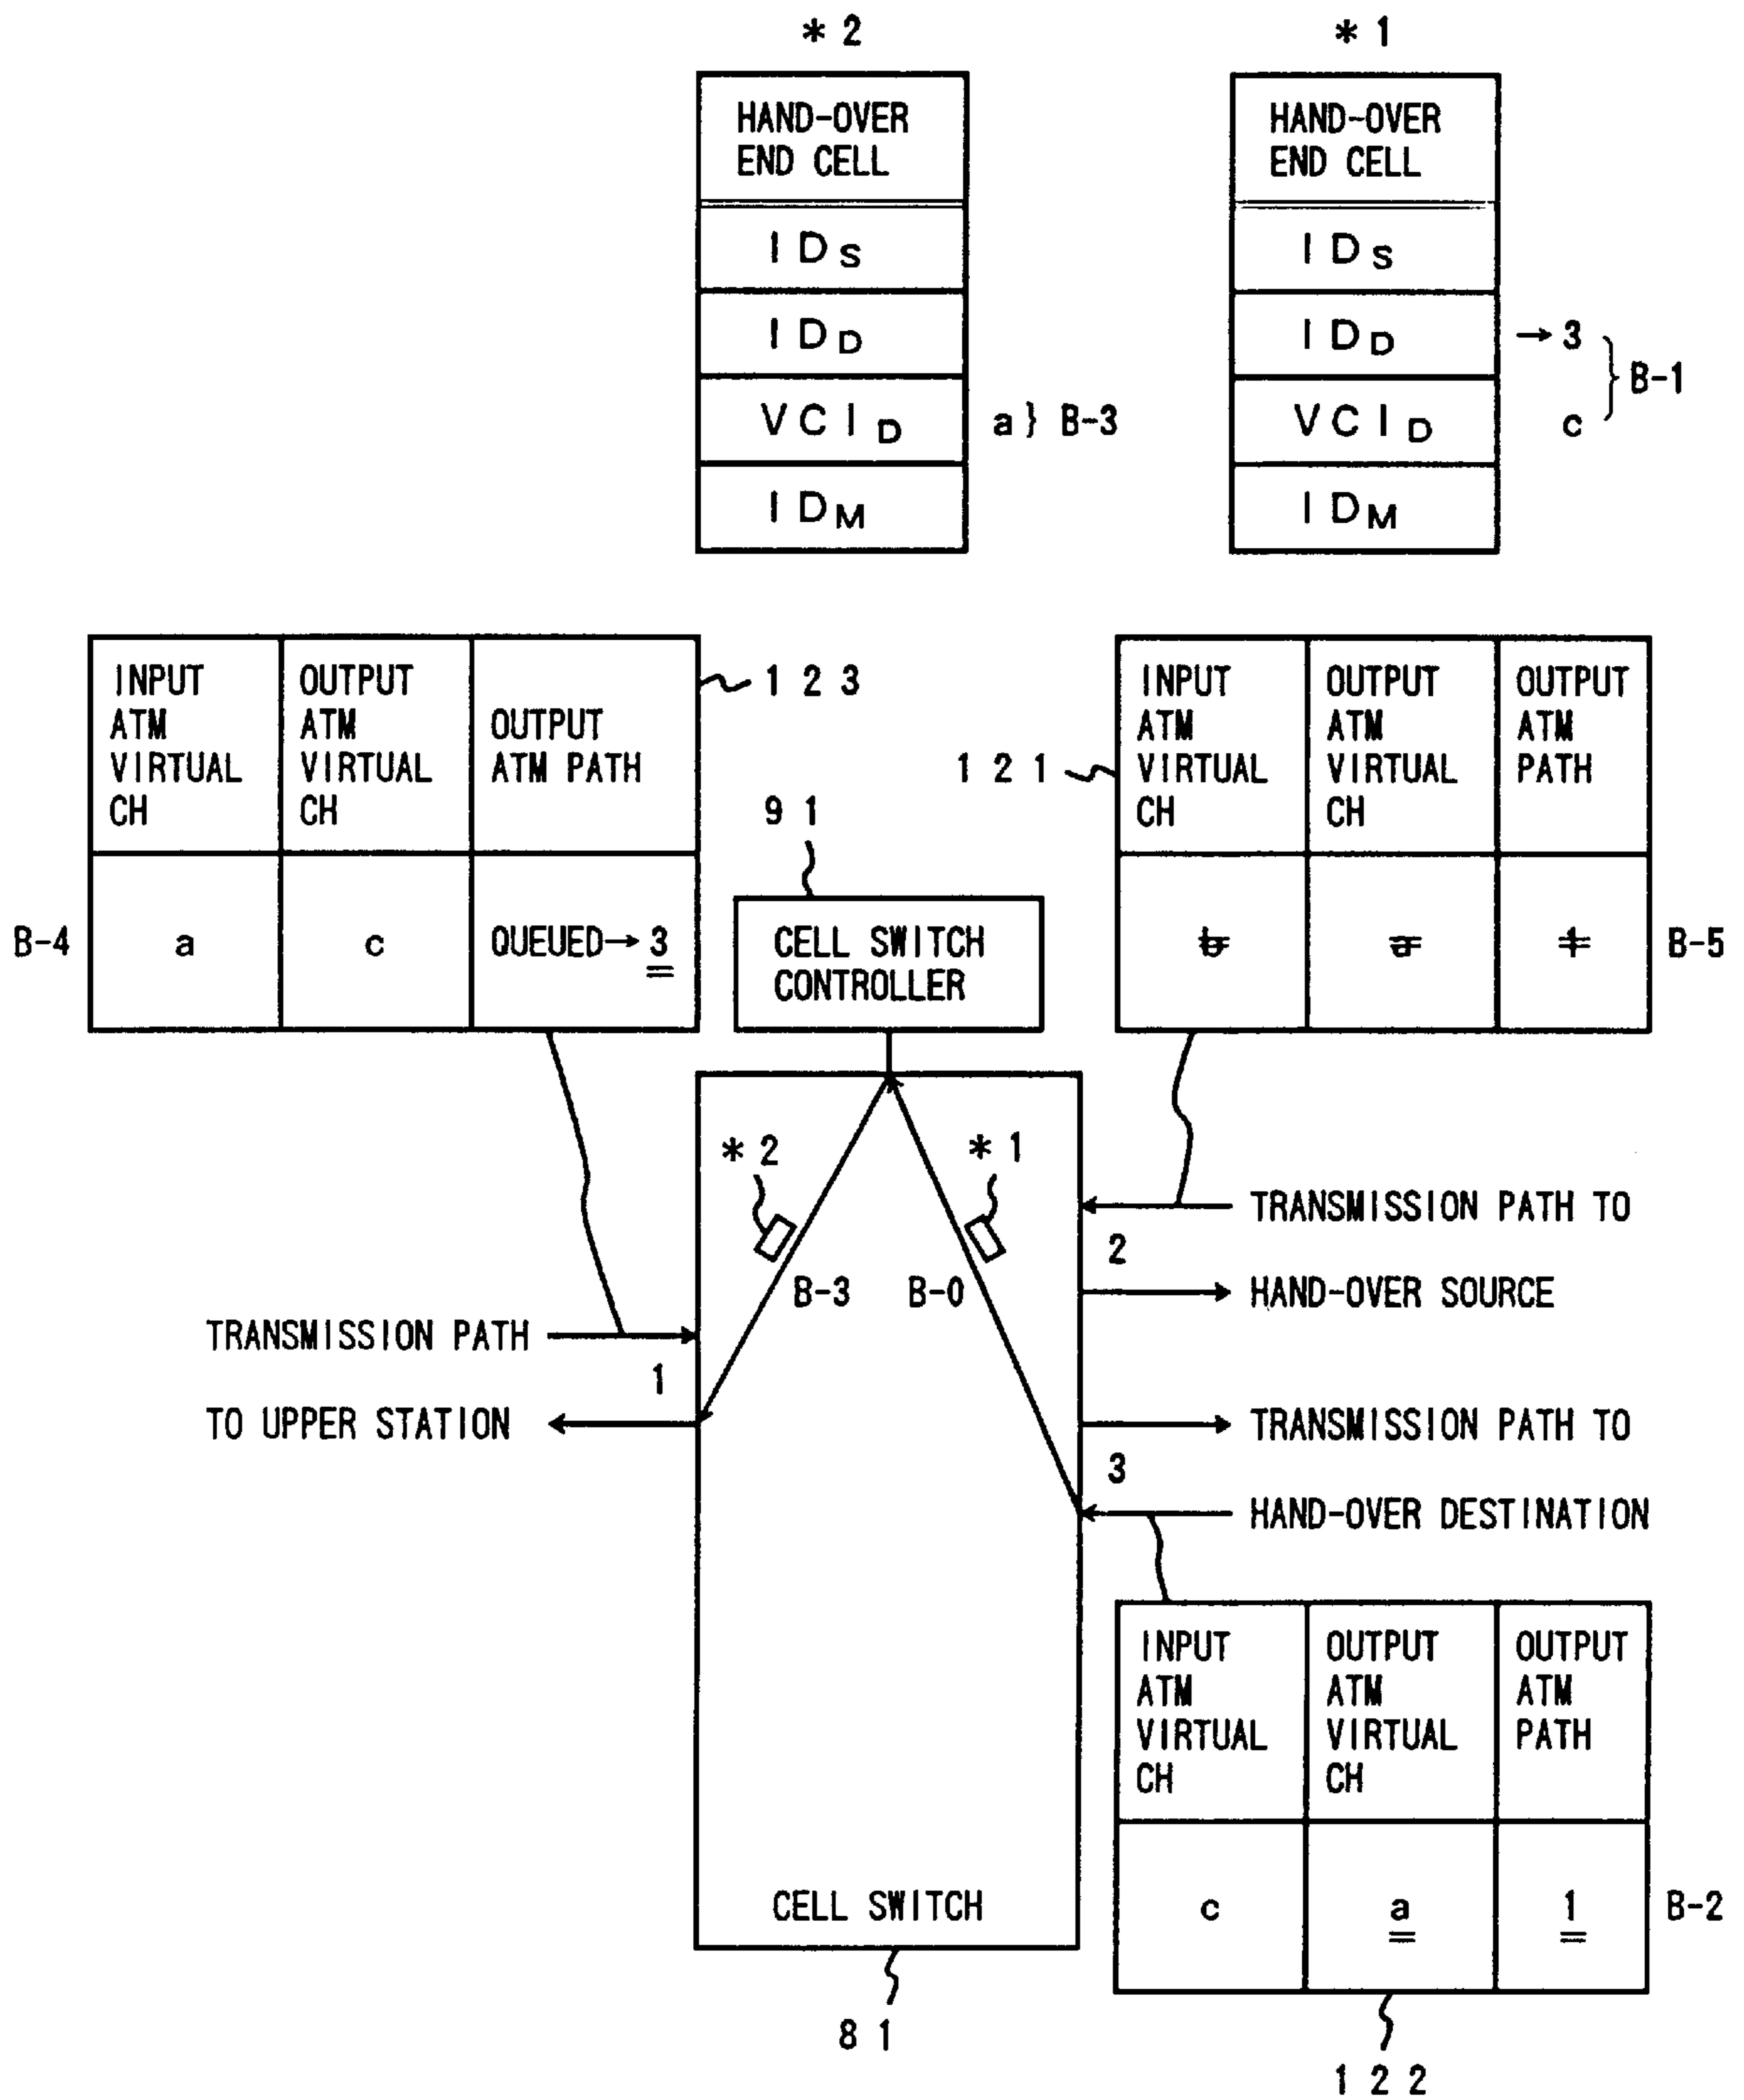 * 2
HAND-OVER
END CELL
IDS
IDD
VCID
IDM
a } B-3
* 1
HAND-OVER
END CELL
IDS
IDD
VCID
IDM
→ 3
c
} B-1
INPUT
ATM
VIRTUAL
CH
OUTPUT
ATM
VIRTUAL
CH
OUTPUT
ATM PATH
123
B-4
a
c
QUEUED→3
91
CELL SWITCH
CONTROLLER
121
INPUT
ATM
VIRTUAL
CH
OUTPUT
ATM
VIRTUAL
CH
OUTPUT
ATM
PATH
b
a
1
B-5
* 2
* 1
B-3
B-0
TRANSMISSION PATH
1
TO UPPER STATION
TRANSMISSION PATH TO
2
HAND-OVER SOURCE
TRANSMISSION PATH TO
3
HAND-OVER DESTINATION
INPUT
ATM
VIRTUAL
CH
OUTPUT
ATM
VIRTUAL
CH
OUTPUT
ATM
PATH
c
a
1
B-2
CELL SWITCH
81
122